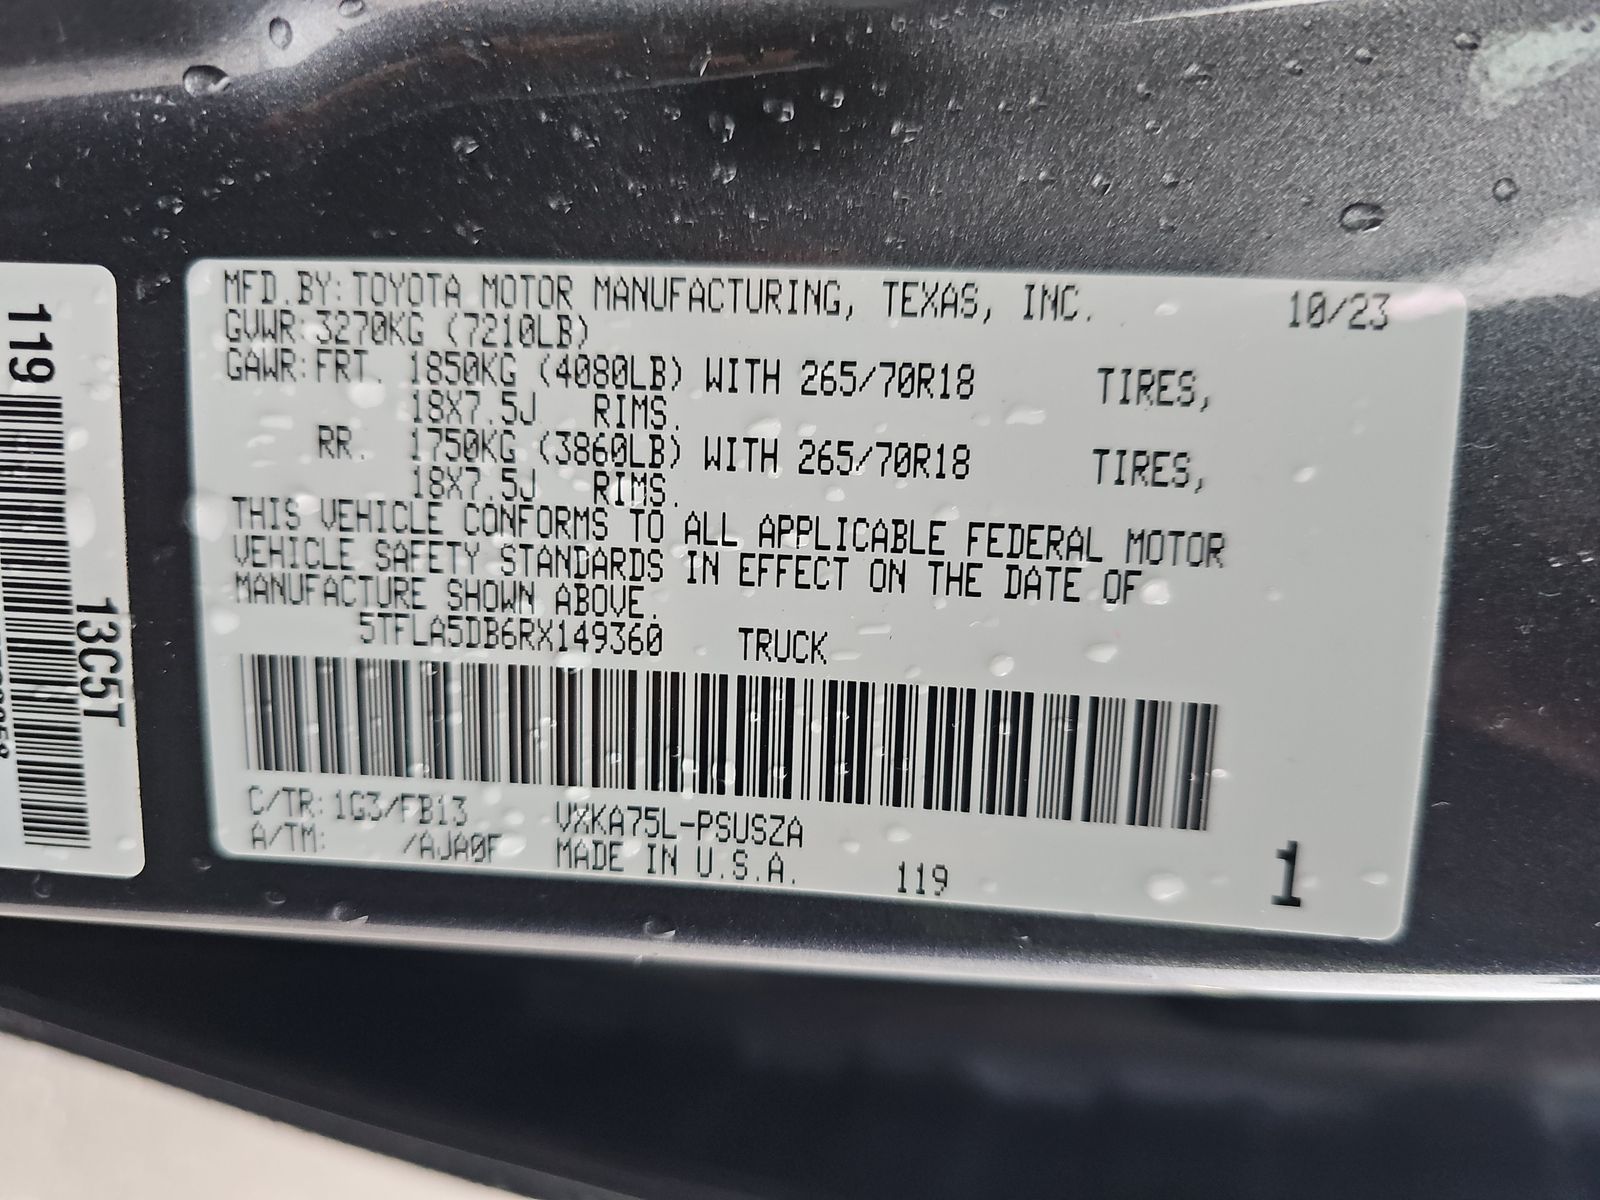 MFD.BY:TOYOTA MOTOR MANUFACTURING, TEXAS, INC. 10/23
GVWR:3270KG (7210LB)
GAWR:FRT. 1850KG (4080LB) WITH 265/70R18 TIRES,
18X7.5J RIMS.
RR. 1750KG (3860LB) WITH 265/70R18 TIRES,
18X7.5J RIMS.
THIS VEHICLE CONFORMS TO ALL APPLICABLE FEDERAL MOTOR
VEHICLE SAFETY STANDARDS IN EFFECT ON THE DATE OF
MANUFACTURE SHOWN ABOVE.
5TFLA5DB6RX149360 TRUCK
C/TR:1G3/FB13 VXKA75L-PSUSZA
A/TM: /AJA0F MADE IN U.S.A. 119 1
119
13C5T